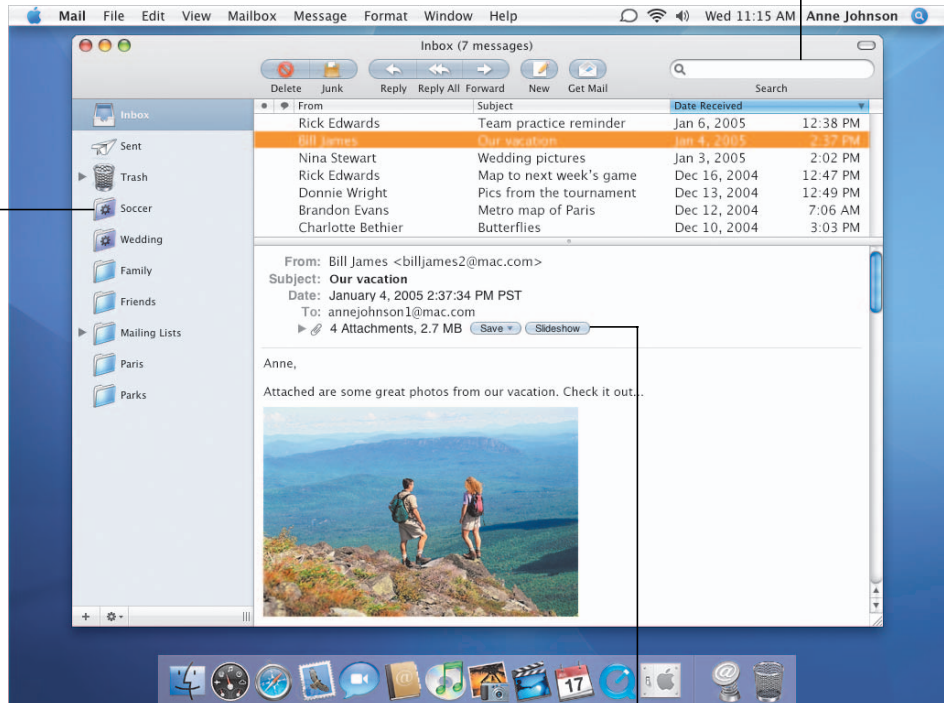 Mail File Edit View Mailbox Message Format Window Help Wed 11:15 AM Anne Johnson
Inbox (7 messages)
Delete Junk Reply Reply All Forward New Get Mail Search
From Subject Date Received
Rick Edwards Team practice reminder Jan 6, 2005 12:38 PM
Bill James Our vacation Jan 4, 2005 2:37 PM
Nina Stewart Wedding pictures Jan 3, 2005 2:02 PM
Rick Edwards Map to next week's game Dec 16, 2004 12:47 PM
Donnie Wright Pics from the tournament Dec 13, 2004 12:49 PM
Brandon Evans Metro map of Paris Dec 12, 2004 7:06 AM
Charlotte Bethier Butterflies Dec 10, 2004 3:03 PM
Inbox
Sent
Trash
Soccer
Wedding
Family
Friends
Mailing Lists
Paris
Parks
From: Bill James <billjames2@mac.com>
Subject: Our vacation
Date: January 4, 2005 2:37:34 PM PST
To: annejohnson1@mac.com
4 Attachments, 2.7 MB Save Slideshow
Anne,
Attached are some great photos from our vacation. Check it out...
17